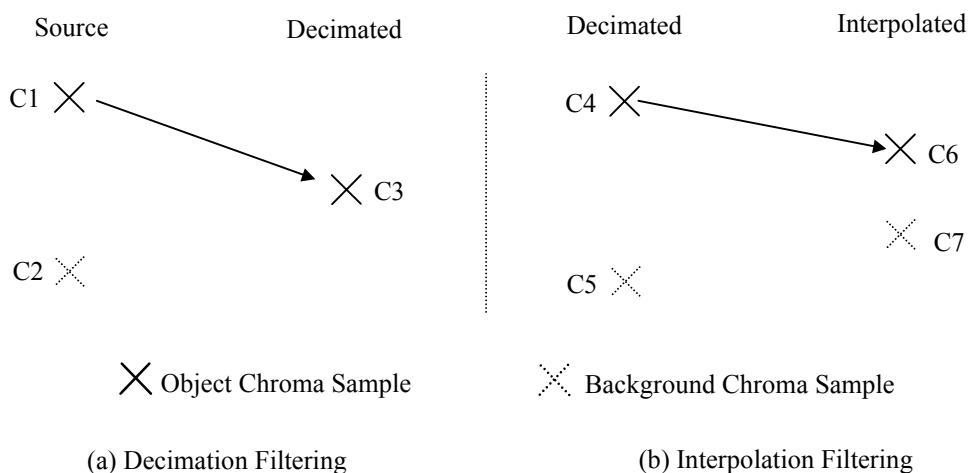 Source
Decimated
Decimated
Interpolated
C1
C4
C6
C3
C7
C2
C5
Object Chroma Sample
Background Chroma Sample
(a) Decimation Filtering
(b) Interpolation Filtering